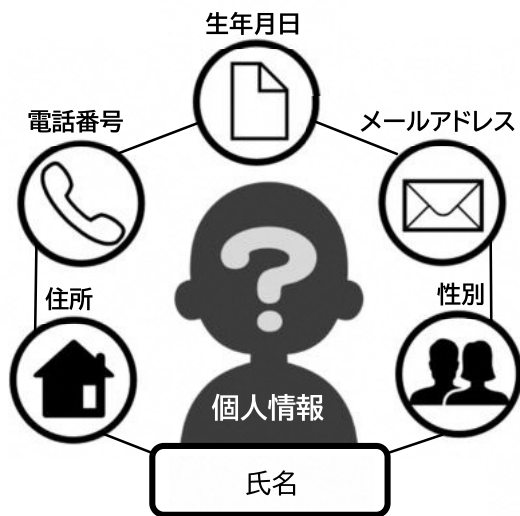 生年月日
電話番号
メールアドレス
住所
性別
個人情報
氏名